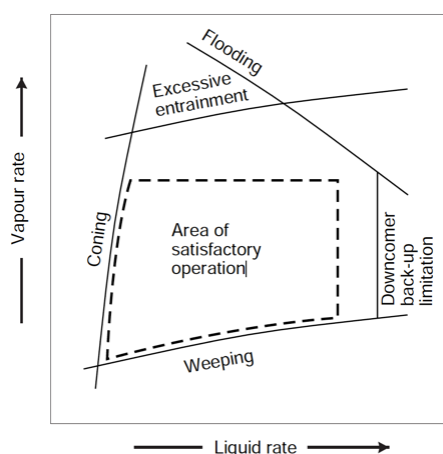 Flooding
Excessive
entrainment
Vapour rate
Coning
Area of
satisfactory
operation
Downcomer
back-up
limitation
Weeping
Liquid rate